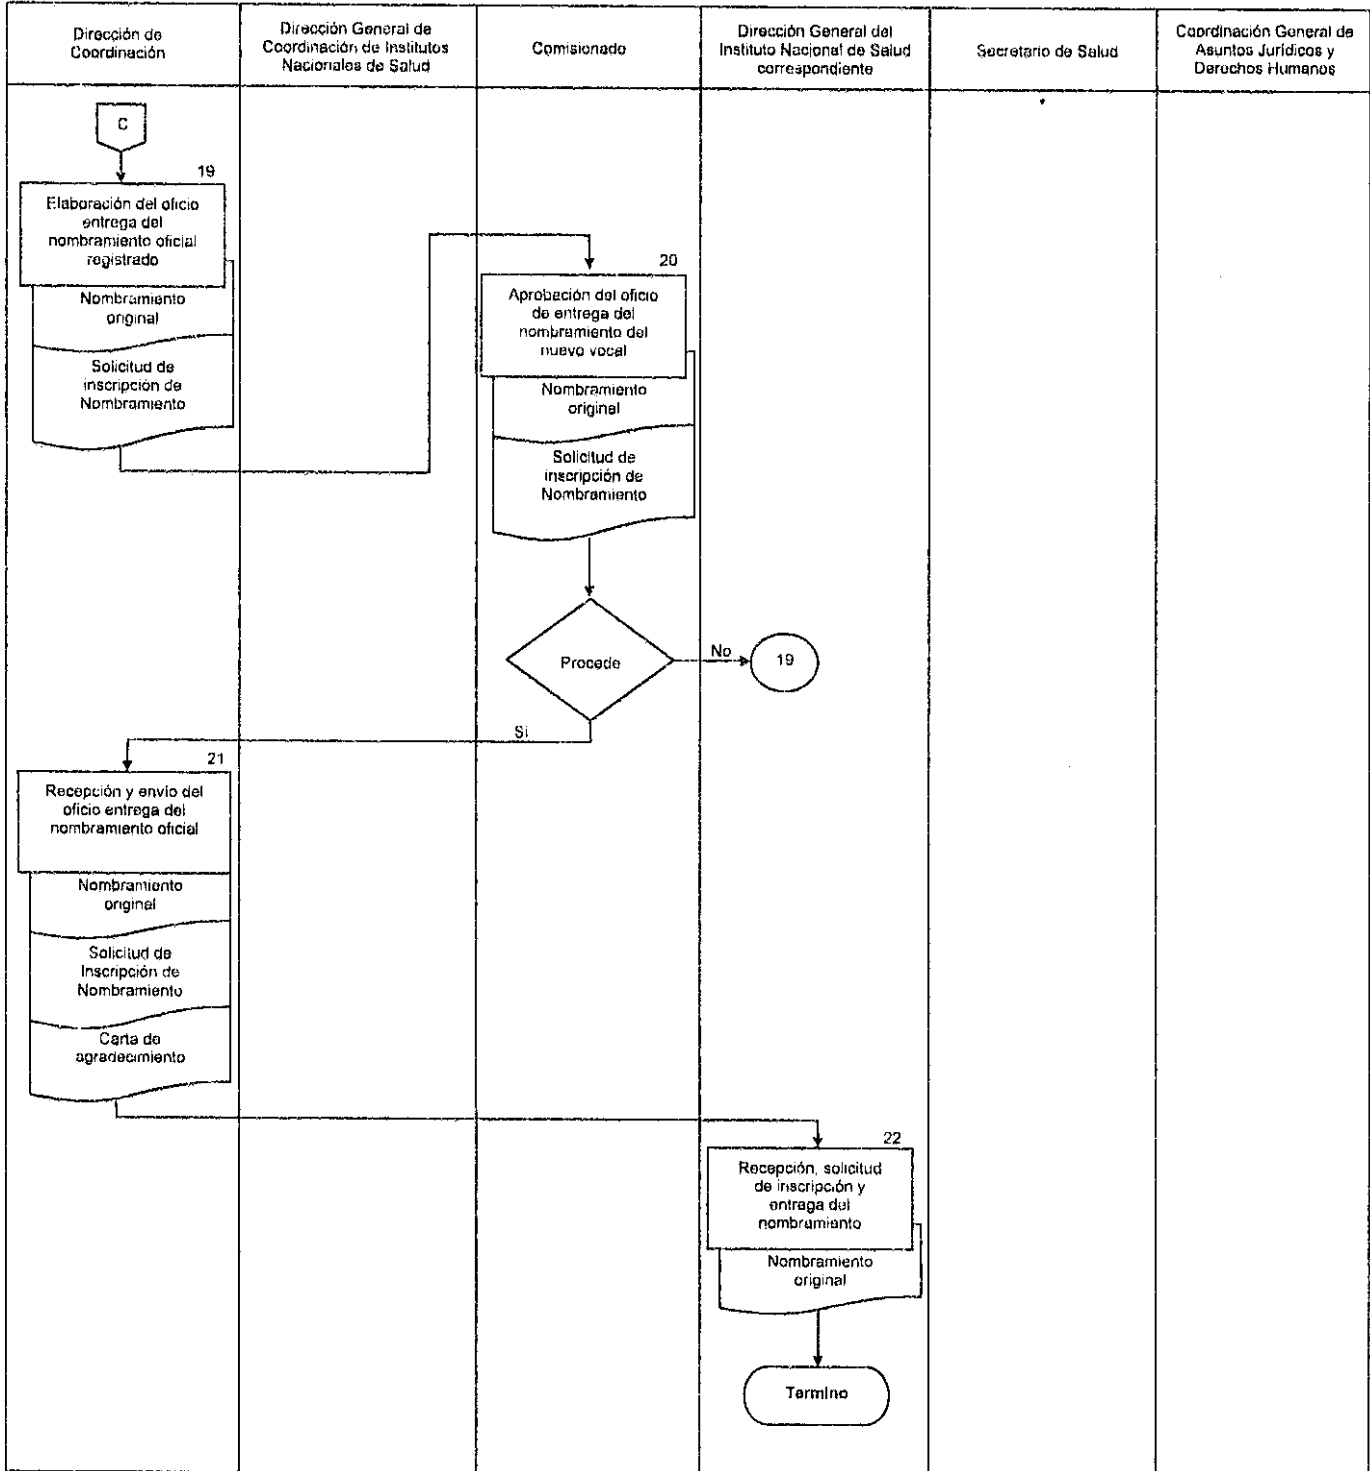 Dirección de
Coordinación
Dirección General de
Coordinación de Institutos
Nacionales de Salud
Comisionado
Dirección General del
Instituto Nacional de Salud
correspondiente
Secretario de Salud
Coordinación General de
Asuntos Jurídicos y
Derechos Humanos
C
19
Elaboración del oficio
entrega del
nombramiento oficial
registrado
Nombramiento
original
Solicitud de
inscripción de
Nombramiento
20
Aprobación del oficio
de entrega del
nombramiento del
nuevo vocal
Nombramiento
original
Solicitud de
inscripción de
Nombramiento
Procede
No
19
Si
21
Recepción y envío del
oficio entrega del
nombramiento oficial
Nombramiento
original
Solicitud de
Inscripción de
Nombramiento
Carta de
agradecimiento
22
Recepción, solicitud
de inscripción y
entrega del
nombramiento
Nombramiento
original
Termino